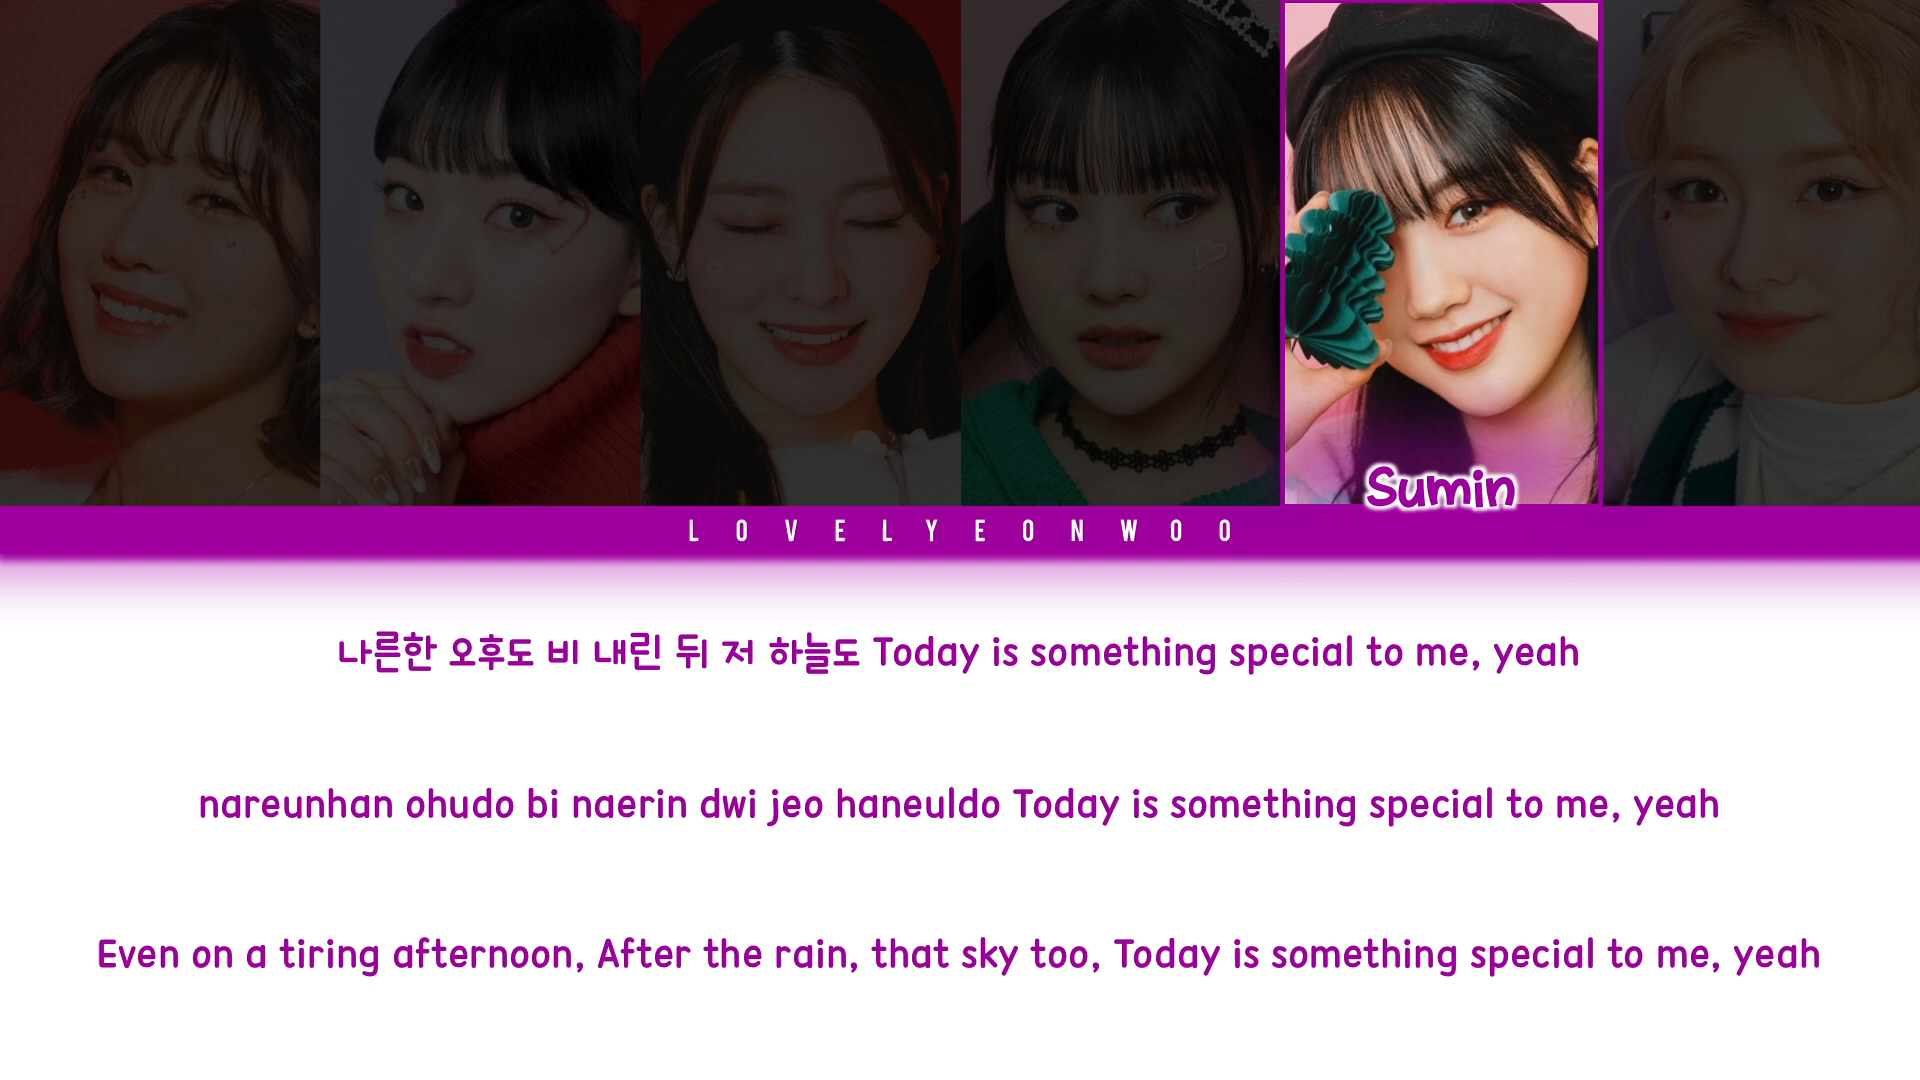 Sumin
LOVELYEONWOO
나른한 오후도 비 내린 뒤 저 하늘도 Today is something special to me, yeah
nareunhan ohudo bi naerin dwi jeo haneuldo Today is something special to me, yeah
Even on a tiring afternoon, After the rain, that sky too, Today is something special to me, yeah